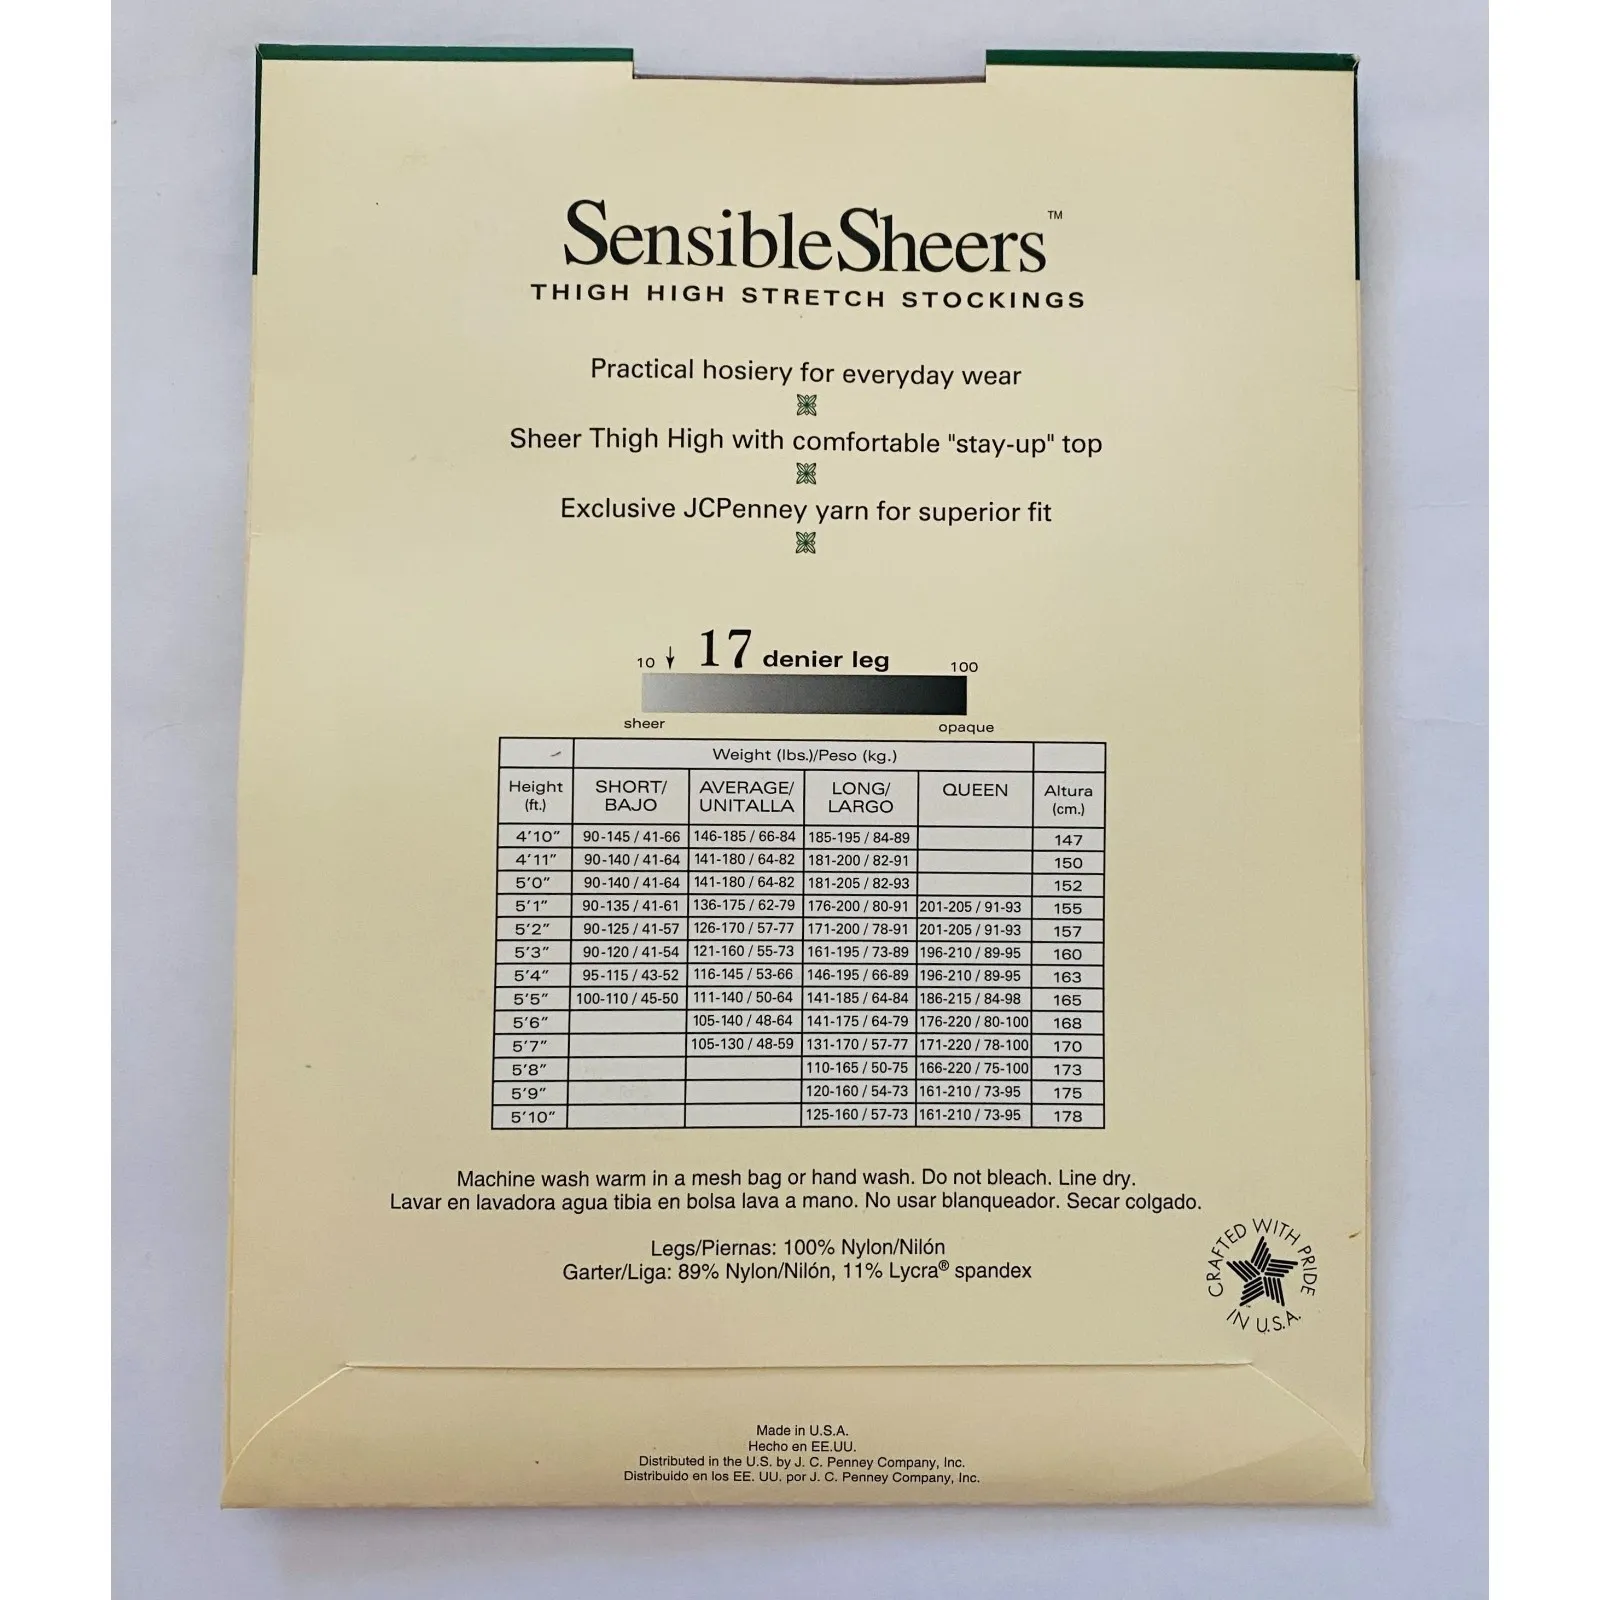 SensibleSheers™
THIGH HIGH STRETCH STOCKINGS
Practical hosiery for everyday wear
Sheer Thigh High with comfortable "stay-up" top
Exclusive JCPenney yarn for superior fit
10 ↓ 17 denier leg 100
sheer opaque
Weight (lbs.)/Peso (kg.)
Height (ft.) SHORT/ BAJO AVERAGE/ UNITALLA LONG/ LARGO QUEEN Altura (cm.)
4'10" 90-145 / 41-66 146-185 / 66-84 185-195 / 84-89 147
4'11" 90-140 / 41-64 141-180 / 64-82 181-200 / 82-91 150
5'0" 90-140 / 41-64 141-180 / 64-82 181-205 / 82-93 152
5'1" 90-135 / 41-61 136-175 / 62-79 176-200 / 80-91 201-205 / 91-93 155
5'2" 90-125 / 41-57 126-170 / 57-77 171-200 / 78-91 201-205 / 91-93 157
5'3" 90-120 / 41-54 121-160 / 55-73 161-195 / 73-89 196-210 / 89-95 160
5'4" 95-115 / 43-52 116-145 / 53-66 146-195 / 66-89 196-210 / 89-95 163
5'5" 100-110 / 45-50 111-140 / 50-64 141-185 / 64-84 186-215 / 84-98 165
5'6" 105-140 / 48-64 141-175 / 64-79 176-220 / 80-100 168
5'7" 105-130 / 48-59 131-170 / 57-77 171-220 / 78-100 170
5'8" 110-165 / 50-75 166-220 / 75-100 173
5'9" 120-160 / 54-73 161-210 / 73-95 175
5'10" 125-160 / 57-73 161-210 / 73-95 178
Machine wash warm in a mesh bag or hand wash. Do not bleach. Line dry.
Lavar en lavadora agua tibia en bolsa lava a mano. No usar blanqueador. Secar colgado.
Legs/Piernas: 100% Nylon/Nilón
Garter/Liga: 89% Nylon/Nilón, 11% Lycra® spandex
CRAFTED WITH PRIDE
IN U.S.A.
Made in U.S.A.
Hecho en EE.UU.
Distributed in the U.S. by J. C. Penney Company, Inc.
Distribuido en los EE. UU. por J. C. Penney Company, Inc.